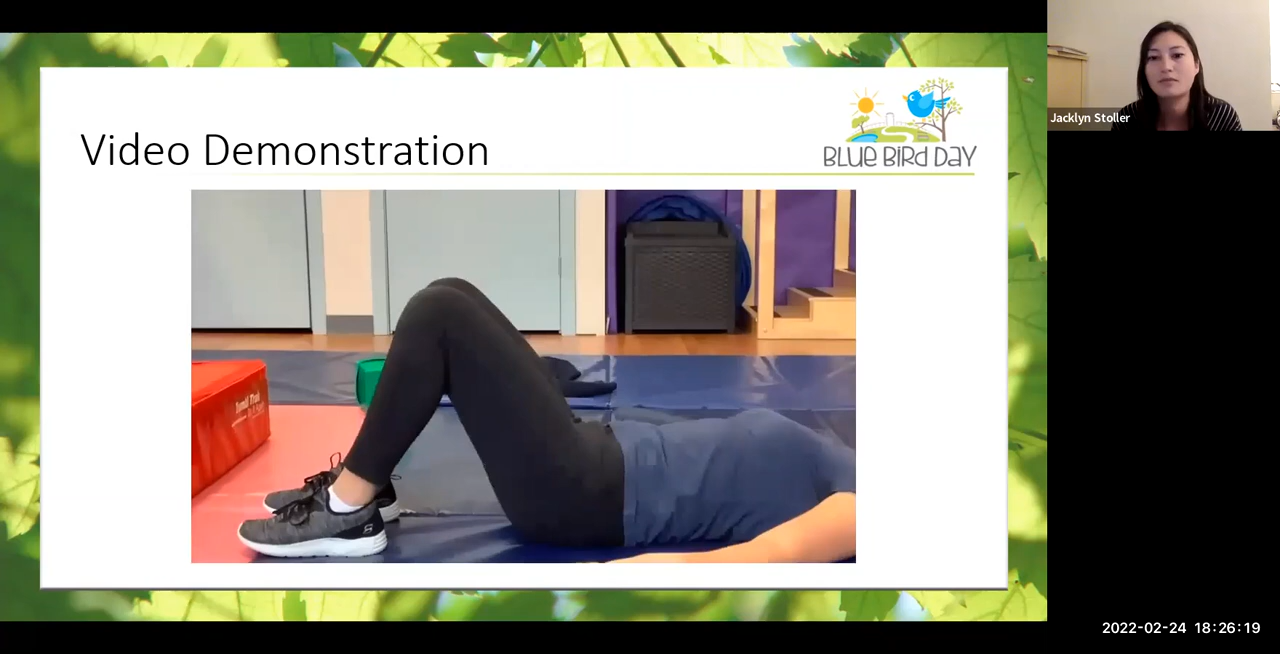 Video Demonstration
BLUE BIRD DAY
Jacklyn Stoller
2022-02-24 18:26:19